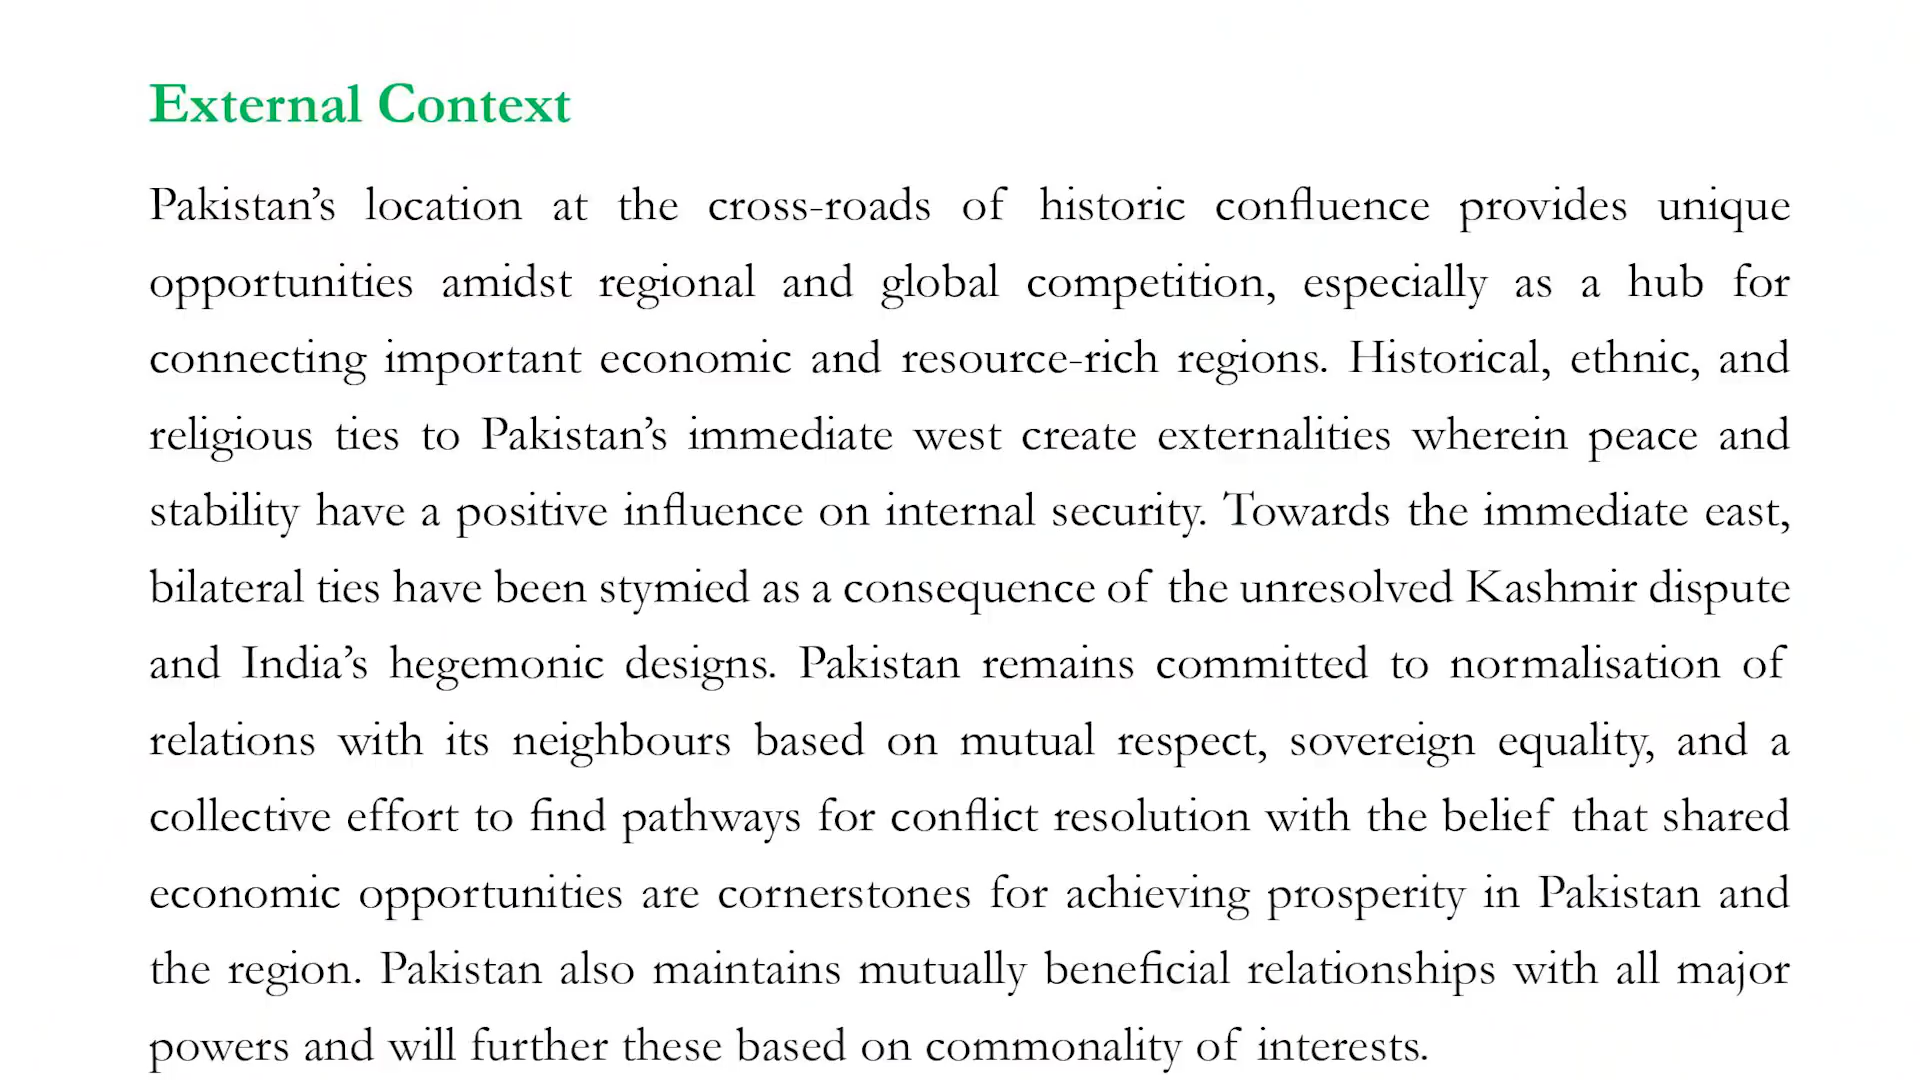 External Context
Pakistan’s location at the cross-roads of historic confluence provides unique
opportunities amidst regional and global competition, especially as a hub for
connecting important economic and resource-rich regions. Historical, ethnic, and
religious ties to Pakistan’s immediate west create externalities wherein peace and
stability have a positive influence on internal security. Towards the immediate east,
bilateral ties have been stymied as a consequence of the unresolved Kashmir dispute
and India’s hegemonic designs. Pakistan remains committed to normalisation of
relations with its neighbours based on mutual respect, sovereign equality, and a
collective effort to find pathways for conflict resolution with the belief that shared
economic opportunities are cornerstones for achieving prosperity in Pakistan and
the region. Pakistan also maintains mutually beneficial relationships with all major
powers and will further these based on commonality of interests.